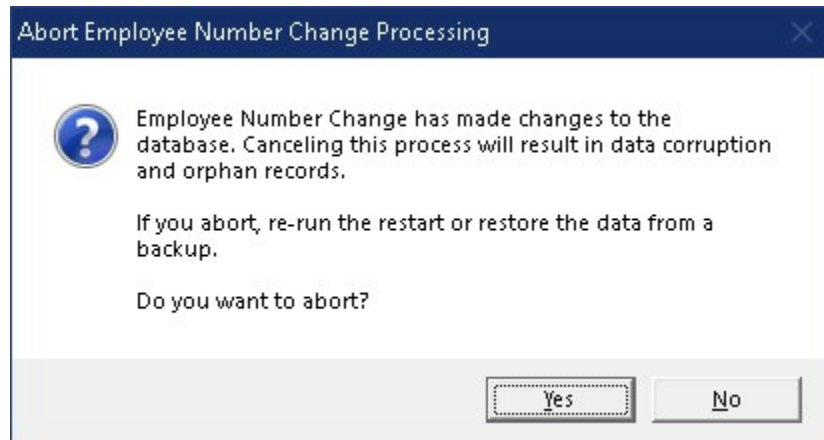 Abort Employee Number Change Processing
Employee Number Change has made changes to the
database. Canceling this process will result in data corruption
and orphan records.
If you abort, re-run the restart or restore the data from a
backup.
Do you want to abort?
Yes
No